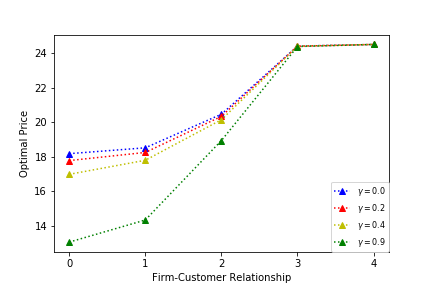 24
22
20
18
16
14
Optimal Price
0 1 2 3 4
Firm-Customer Relationship
γ = 0.0
γ = 0.2
γ = 0.4
γ = 0.9